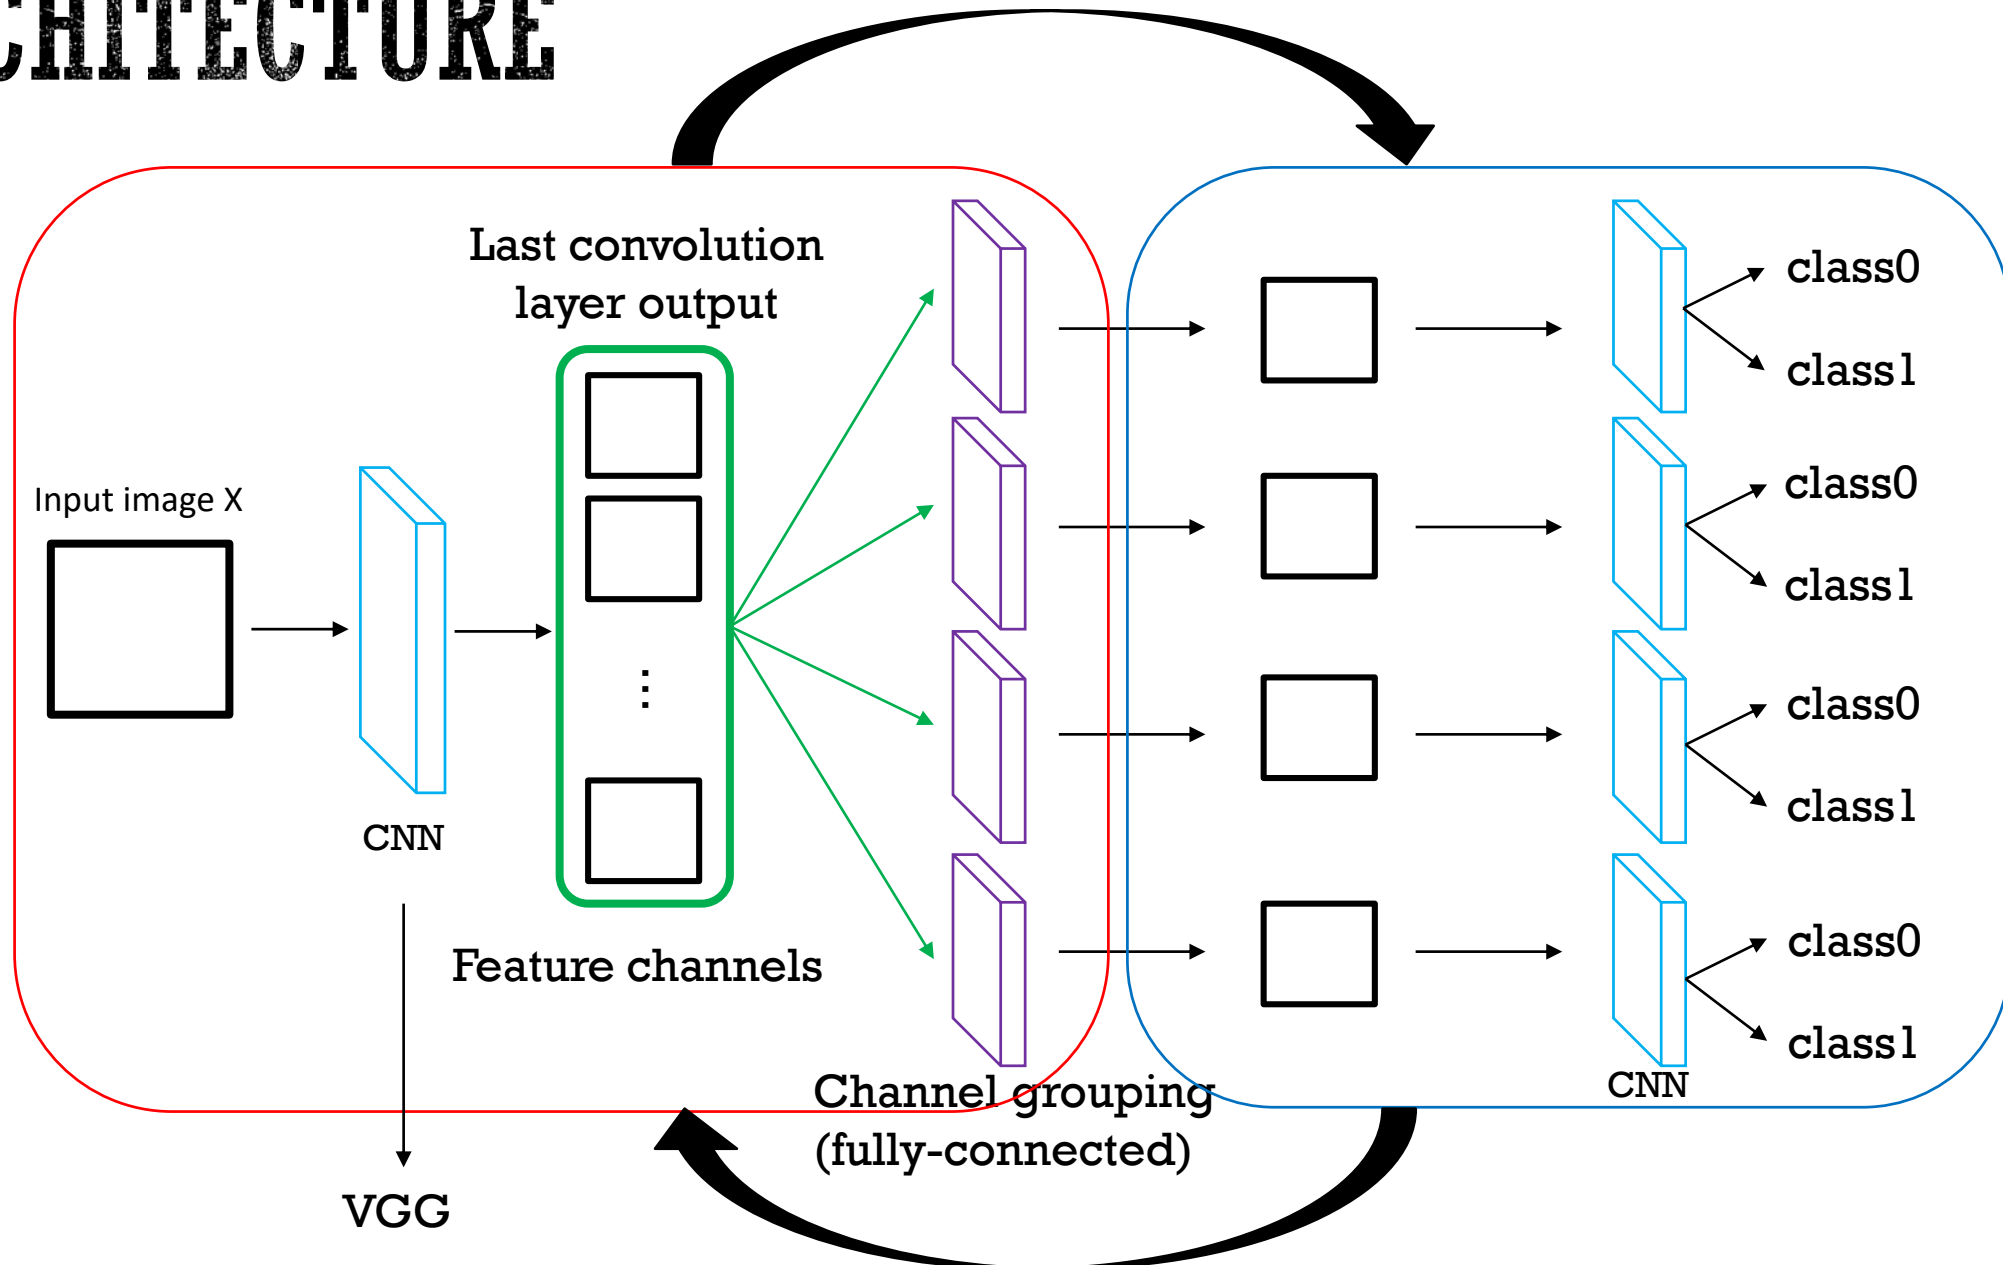 CHITECTURE
Last convolution
layer output
Input image X
CNN
⋮
Feature channels
VGG
Channel grouping
(fully-connected)
class0
class1
class0
class1
class0
class1
class0
class1
CNN